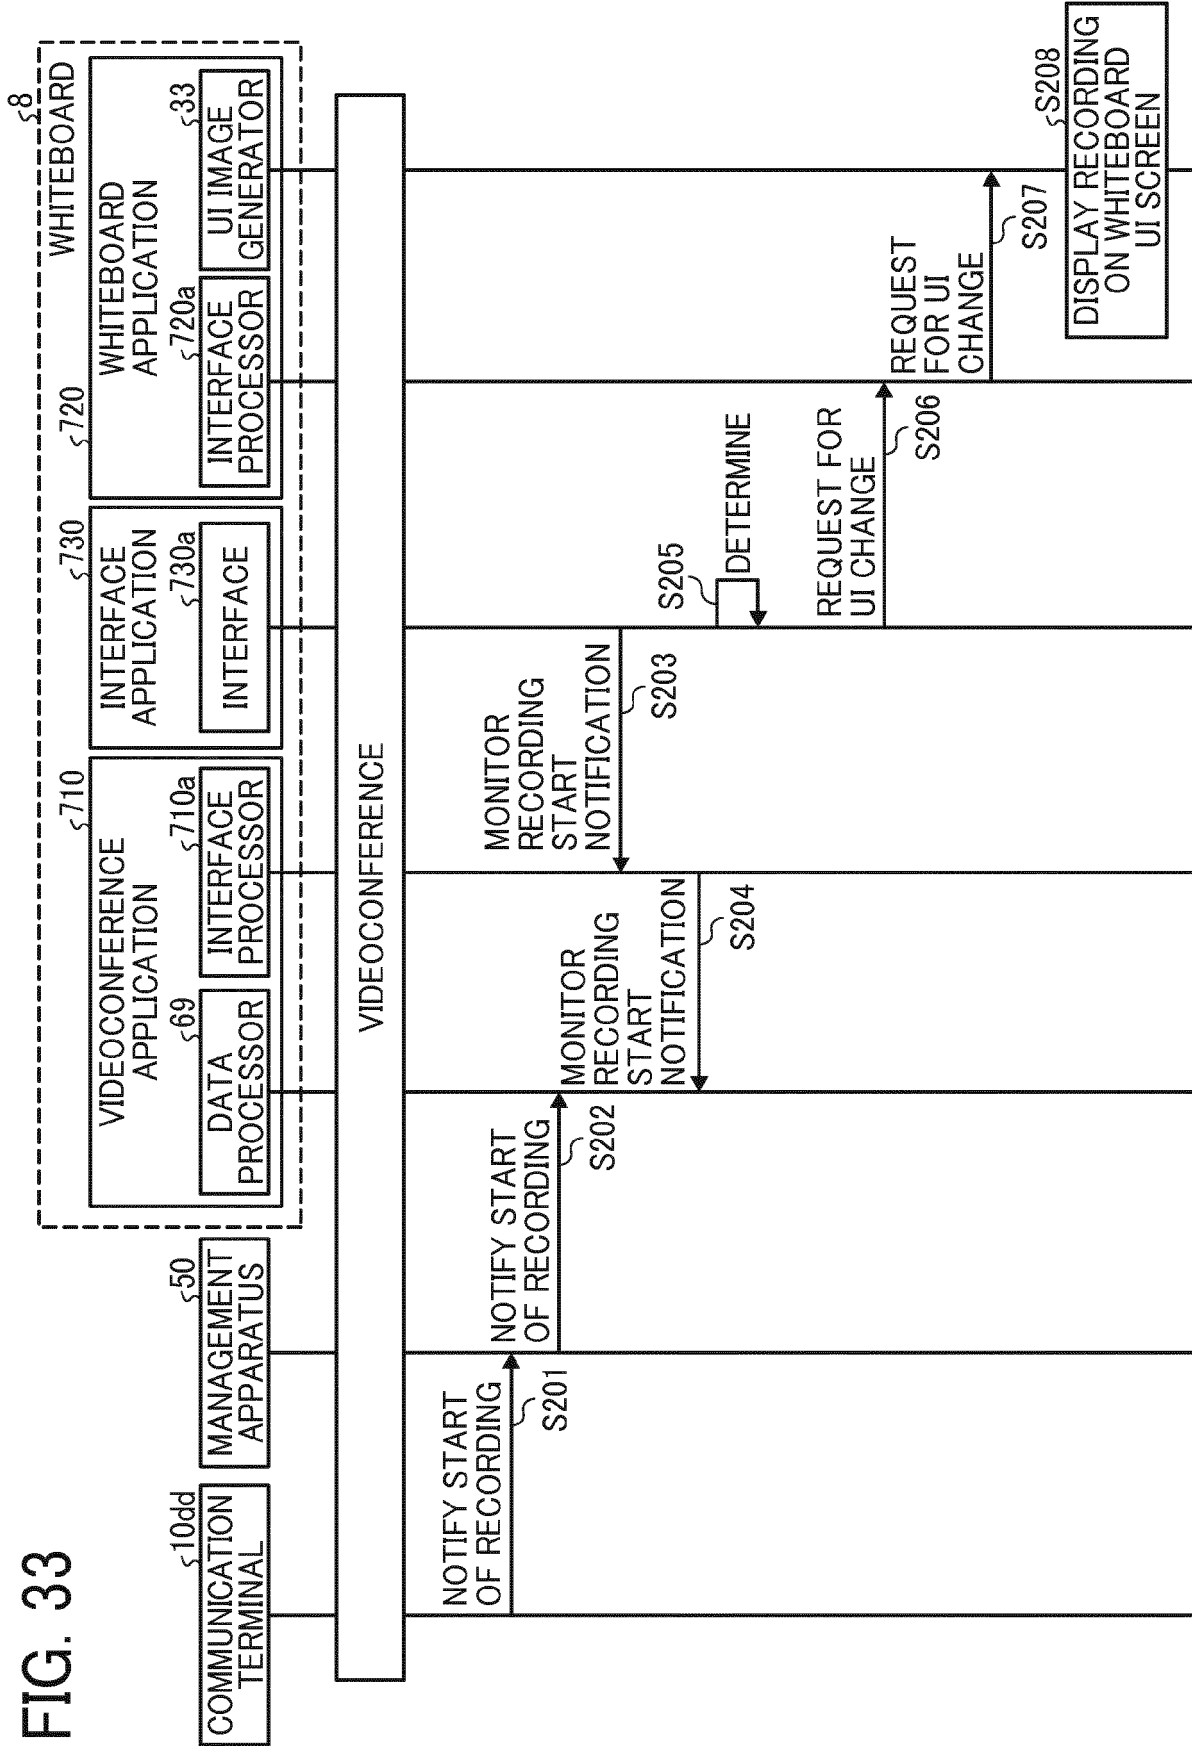 FIG. 33
8
WHITEBOARD
710
VIDEOCONFERENCE
APPLICATION
730
INTERFACE
APPLICATION
720
WHITEBOARD
APPLICATION
10dd
COMMUNICATION
TERMINAL
50
MANAGEMENT
APPARATUS
69
DATA
PROCESSOR
710a
INTERFACE
PROCESSOR
730a
INTERFACE
720a
INTERFACE
PROCESSOR
33
UI IMAGE
GENERATOR
VIDEOCONFERENCE
NOTIFY START
OF RECORDING
S201
NOTIFY START
OF RECORDING
S202
MONITOR
RECORDING
START
NOTIFICATION
S203
MONITOR
RECORDING
START
NOTIFICATION
S204
S205
DETERMINE
REQUEST FOR
UI CHANGE
S206
REQUEST
FOR UI
CHANGE
S207
S208
DISPLAY RECORDING
ON WHITEBOARD
UI SCREEN